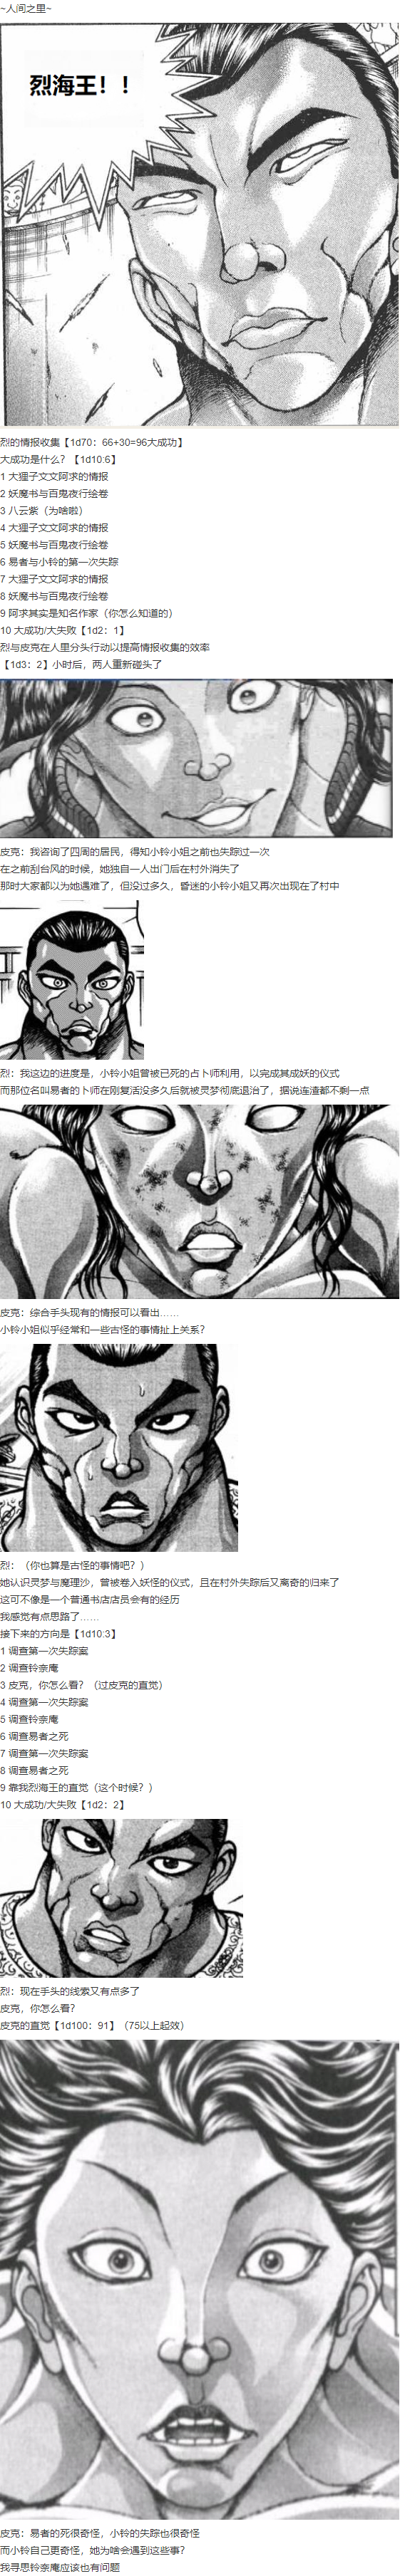 ~人间之里~
烈海王！！
烈的情报收集【1d70：66+30=96大成功】
大成功是什么？【1d10:6】
1 大狸子文文阿求的情报
2 妖魔书与百鬼夜行绘卷
3 八云紫（为啥啦）
4 大狸子文文阿求的情报
5 妖魔书与百鬼夜行绘卷
6 易者与小铃的第一次失踪
7 大狸子文文阿求的情报
8 妖魔书与百鬼夜行绘卷
9 阿求其实是知名作家（你怎么知道的）
10 大成功/大失败【1d2：1】
烈与皮克在人里分头行动以提高情报收集的效率
【1d3：2】小时后，两人重新碰头了
皮克：我咨询了四周的居民，得知小铃小姐之前也失踪过一次
在之前刮台风的时候，她独自一人出门后在村外消失了
那时大家都以为她遇难了，但没过多久，昏迷的小铃小姐又再次出现在了村中
烈：我这边的进度是，小铃小姐曾被已死的占卜师利用，以完成其成妖的仪式
而那位名叫易者的卜师在刚复活没多久后就被灵梦彻底退治了，据说连渣都不剩一点
皮克：综合手头现有的情报可以看出……
小铃小姐似乎经常和一些古怪的事情扯上关系？
烈：（你也算是古怪的事情吧？）
她认识灵梦与魔理沙，曾被卷入妖怪的仪式，且在村外失踪后又离奇的归来了
这可不像是一个普通书店店员会有的经历
我感觉有点思路了……
接下来的方向是【1d10:3】
1 调查第一次失踪案
2 调查铃奈庵
3 皮克，你怎么看？（过皮克的直觉）
4 调查第一次失踪案
5 调查铃奈庵
6 调查易者之死
7 调查第一次失踪案
8 调查易者之死
9 靠我烈海王的直觉（这个时候？）
10 大成功/大失败【1d2：2】
烈：现在手头的线索又有点多了
皮克，你怎么看？
皮克的直觉【1d100：91】（75以上起效）
皮克：易者的死很奇怪，小铃的失踪也很奇怪
而小铃自己更奇怪，她为啥会遇到这些事？
我寻思铃奈庵应该也有问题